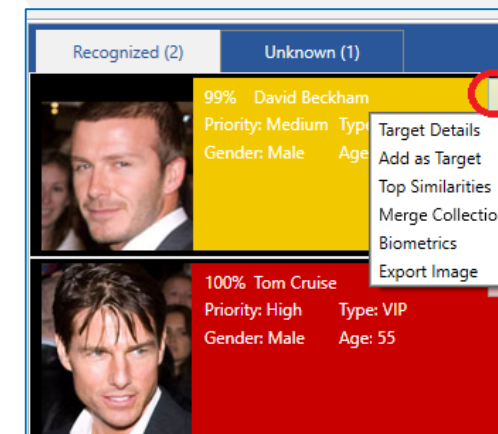 Recognized (2)
Unknown (1)
99% David Beckham
Priority: Medium
Gender: Male
Target Details
Add as Target
Top Similarities
Merge
Biometrics
Export Image
100% Tom Cruise
Priority: High Type: VIP
Gender: Male Age: 55